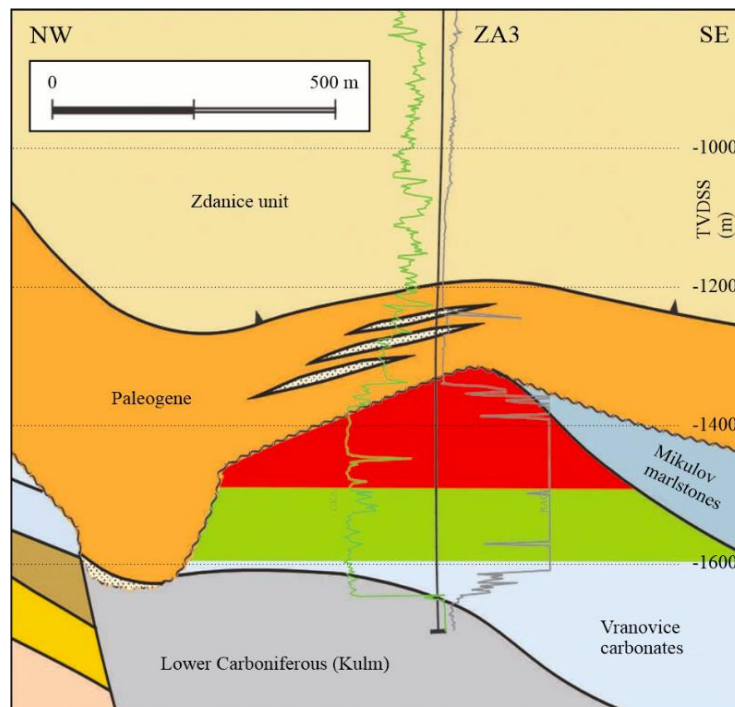 NW
ZA3
SE
0
500 m
-1000
TVDSS
(m)
Zdanice unit
-1200
Paleogene
-1400
Mikulov
marlstones
-1600
Vranovice
carbonates
Lower Carboniferous (Kulm)